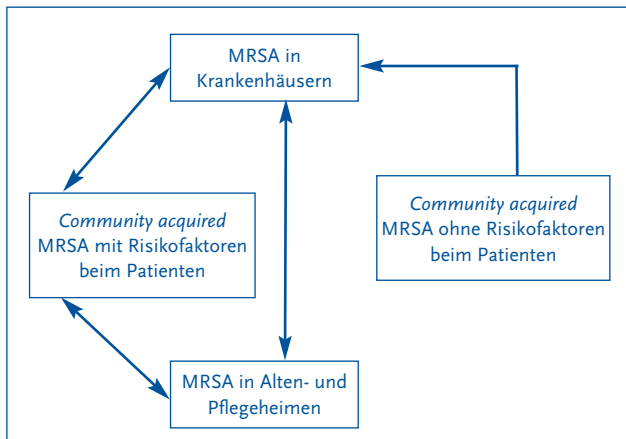 MRSA in
Krankenhäusern
Community acquired
MRSA mit Risikofaktoren
beim Patienten
Community acquired
MRSA ohne Risikofaktoren
beim Patienten
MRSA in Alten- und
Pflegeheimen